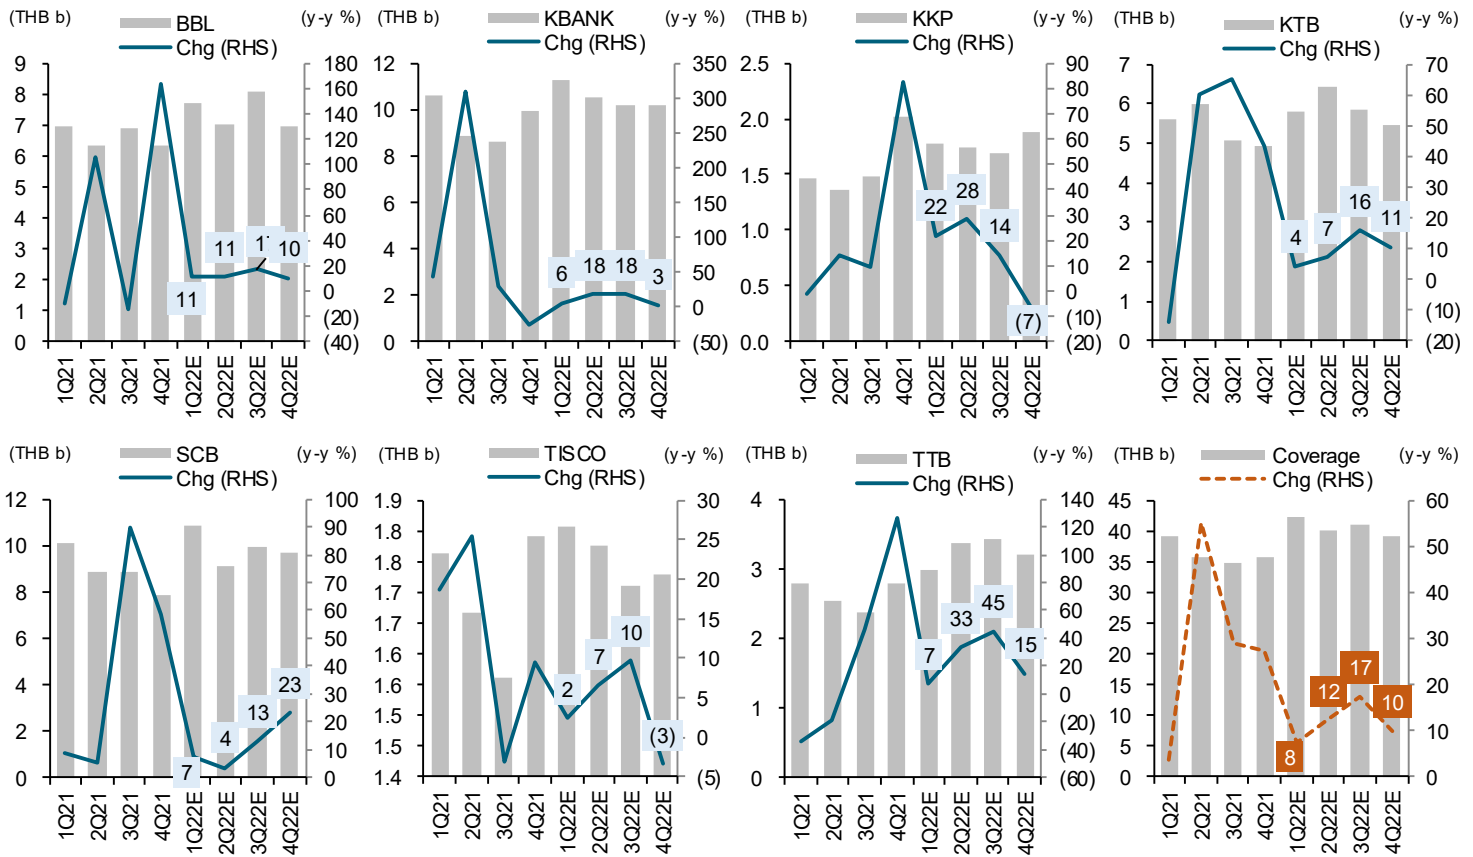 (THB b)
BBL
(y-y %)
Chg (RHS)
9
8
7
6
5
4
3
2
1
0
180
160
140
120
100
80
60
40
20
0
(20)
(40)
11
11
10
1Q21
2Q21
3Q21
4Q21
1Q22E
2Q22E
3Q22E
4Q22E
(THB b)
KBANK
(y-y %)
Chg (RHS)
12
10
8
6
4
2
0
350
300
250
200
150
100
50
0
(50)
6
18
18
3
1Q21
2Q21
3Q21
4Q21
1Q22E
2Q22E
3Q22E
4Q22E
(THB b)
KKP
(y-y %)
Chg (RHS)
2.5
2.0
1.5
1.0
0.5
0.0
90
80
70
60
50
40
30
20
10
0
(10)
(20)
22
28
14
(7)
1Q21
2Q21
3Q21
4Q21
1Q22E
2Q22E
3Q22E
4Q22E
(THB b)
KTB
(y-y %)
Chg (RHS)
7
6
5
4
3
2
1
0
70
60
50
40
30
20
10
0
(10)
(20)
4
7
16
11
1Q21
2Q21
3Q21
4Q21
1Q22E
2Q22E
3Q22E
4Q22E
(THB b)
SCB
(y-y %)
Chg (RHS)
12
10
8
6
4
2
0
100
90
80
70
60
50
40
30
20
10
0
7
4
13
23
1Q21
2Q21
3Q21
4Q21
1Q22E
2Q22E
3Q22E
4Q22E
(THB b)
TISCO
(y-y %)
Chg (RHS)
1.9
1.8
1.8
1.7
1.7
1.6
1.6
1.5
1.5
1.4
30
25
20
15
10
5
0
(5)
2
7
10
(3)
1Q21
2Q21
3Q21
4Q21
1Q22E
2Q22E
3Q22E
4Q22E
(THB b)
TTB
(y-y %)
Chg (RHS)
4
3
2
1
0
140
120
100
80
60
40
20
0
(20)
(40)
(60)
7
33
45
15
1Q21
2Q21
3Q21
4Q21
1Q22E
2Q22E
3Q22E
4Q22E
(THB b)
Coverage
(y-y %)
Chg (RHS)
45
40
35
30
25
20
15
10
5
0
60
50
40
30
20
10
0
8
12
17
10
1Q21
2Q21
3Q21
4Q21
1Q22E
2Q22E
3Q22E
4Q22E